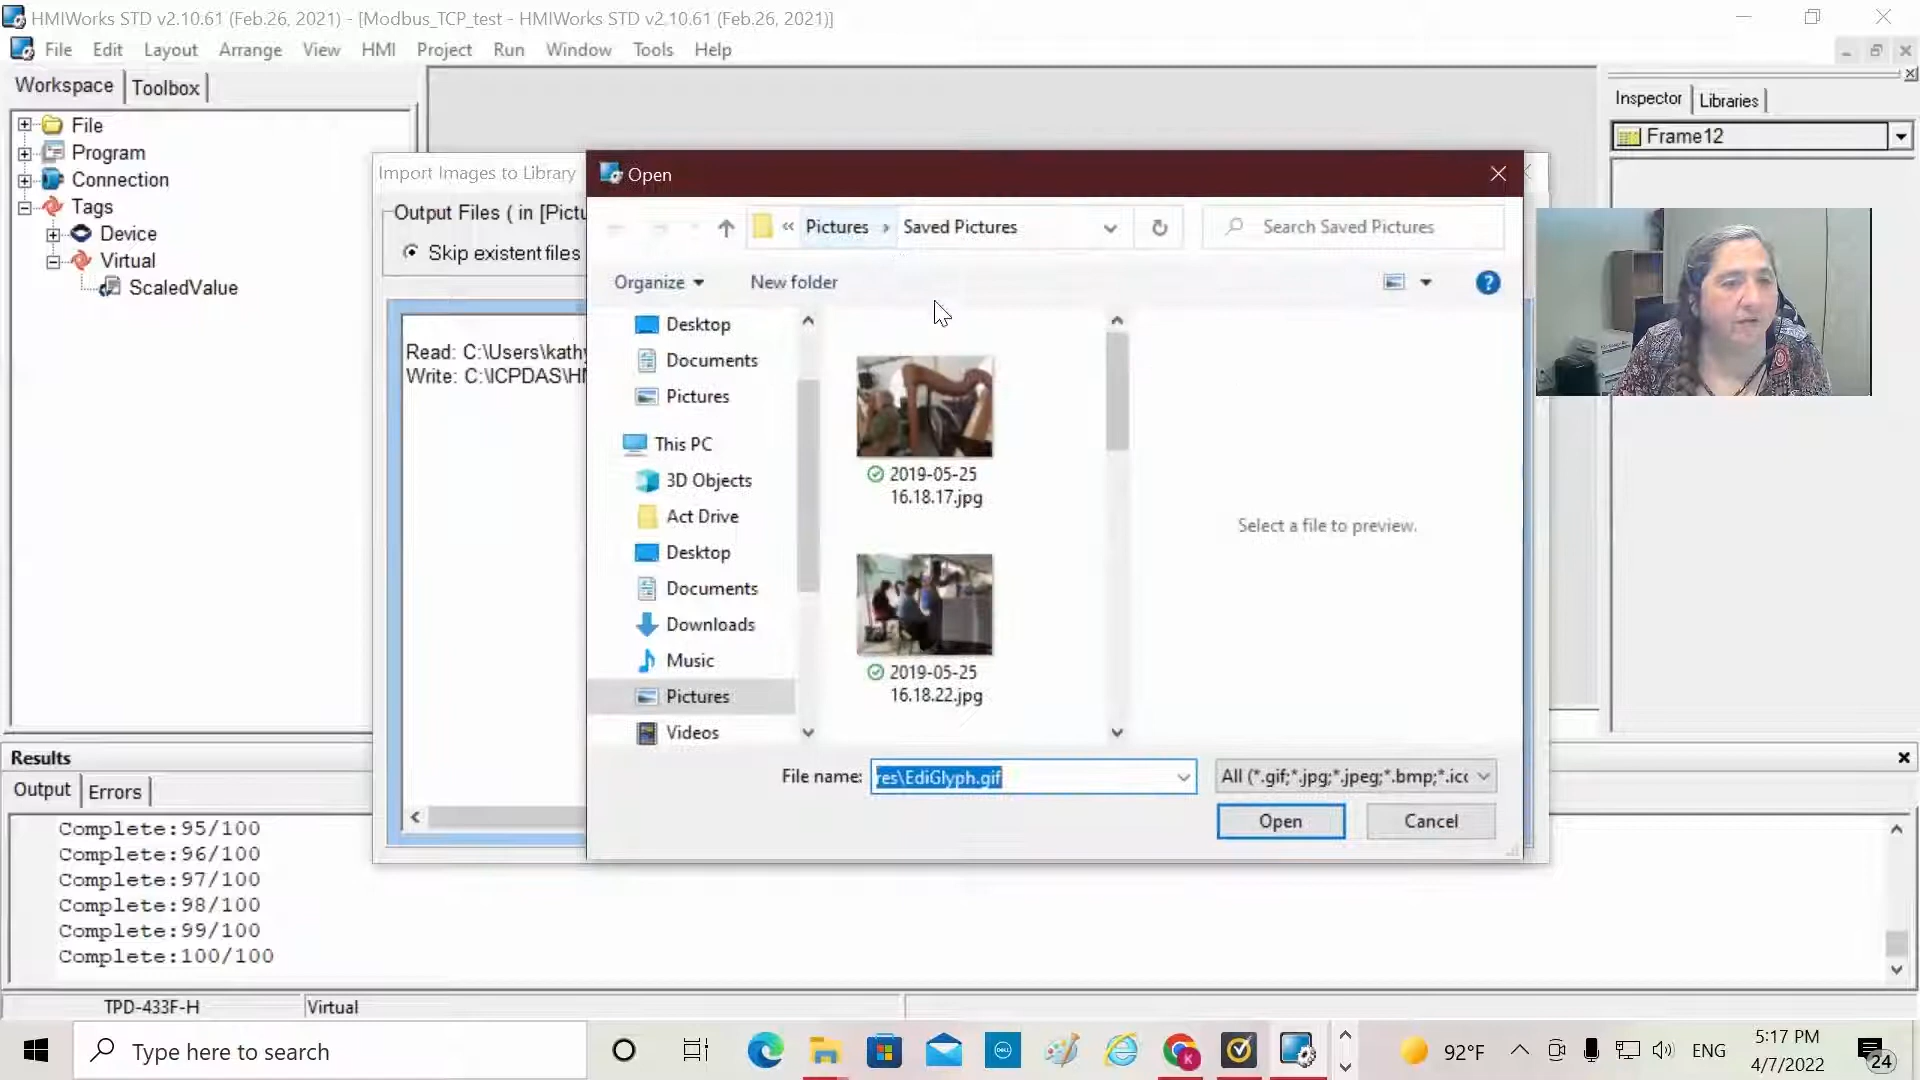 HMIWorks STD v2.10.61 (Feb.26, 2021) - [Modbus_TCP_test - HMIWorks STD v2.10.61 (Feb.26, 2021)]
File Edit Layout Arrange View HMI Project Run Window Tools Help
Workspace Toolbox
File
Program
Connection
Tags
Device
Virtual
ScaledValue
Import Images to Library
Output Files ( in [Pictu
Skip existent files
Read: C:\Users\kathy
Write: C:\ICPDAS\H
Open
« Pictures › Saved Pictures
Search Saved Pictures
Organize
New folder
Desktop
Documents
Pictures
This PC
3D Objects
Act Drive
Desktop
Documents
Downloads
Music
Pictures
Videos
2019-05-25
16.18.17.jpg
2019-05-25
16.18.22.jpg
Select a file to preview.
File name: res\EdiGlyph.gif
All (*.gif;*.jpg;*.jpeg;*.bmp;*.icc
Open
Cancel
Inspector Libraries
Frame12
Results
Output Errors
Complete:95/100
Complete:96/100
Complete:97/100
Complete:98/100
Complete:99/100
Complete:100/100
TPD-433F-H Virtual
Type here to search
DELL
K
92°F
ENG
5:17 PM
4/7/2022
24